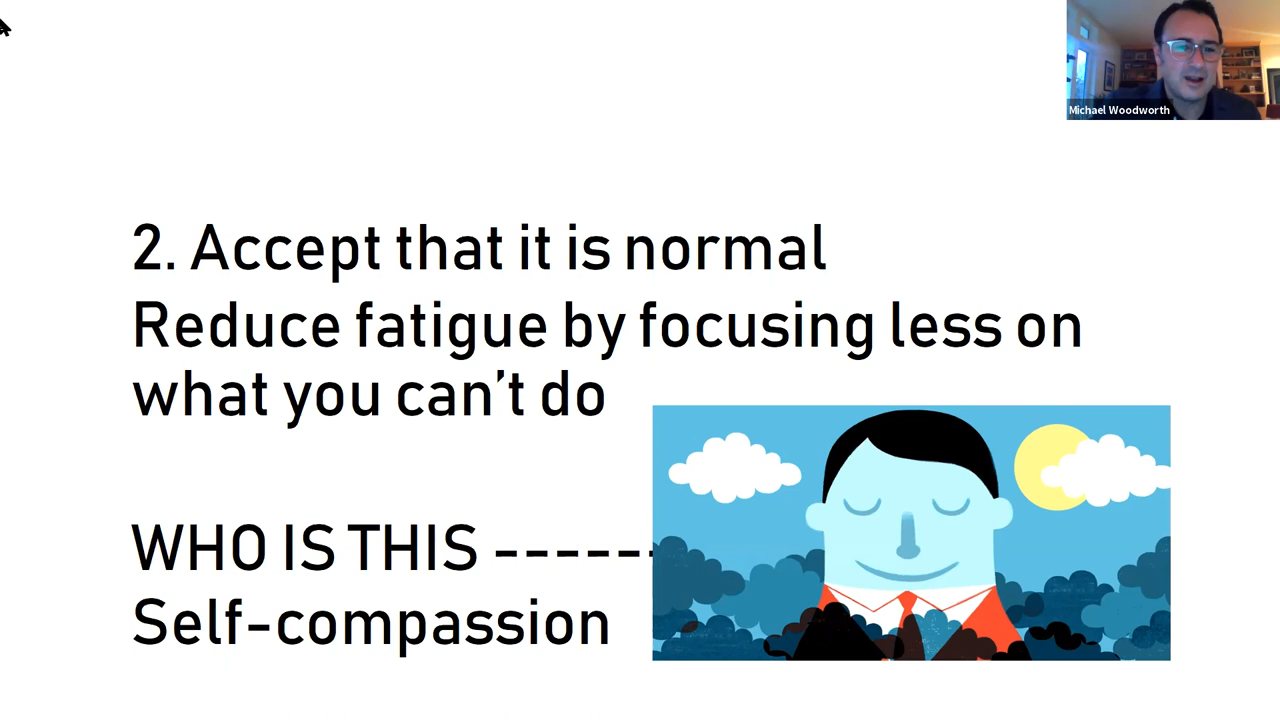 Michael Woodworth
2. Accept that it is normal
Reduce fatigue by focusing less on
what you can’t do
WHO IS THIS ------
Self-compassion